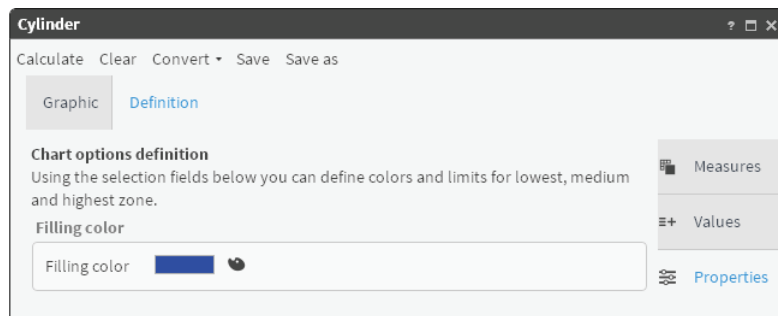 Cylinder
?
Calculate Clear Convert Save Save as
Graphic Definition
Chart options definition
Using the selection fields below you can define colors and limits for lowest, medium
and highest zone.
Filling color
Filling color
Measures
Values
Properties